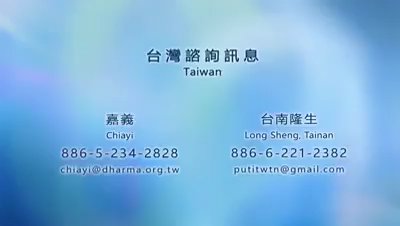 台灣諮詢訊息
Taiwan
嘉義
Chiayi
886-5-234-2828
chiayi@dharma.org.tw
台南隆生
Long Sheng, Tainan
886-6-221-2382
putitwtn@gmail.com